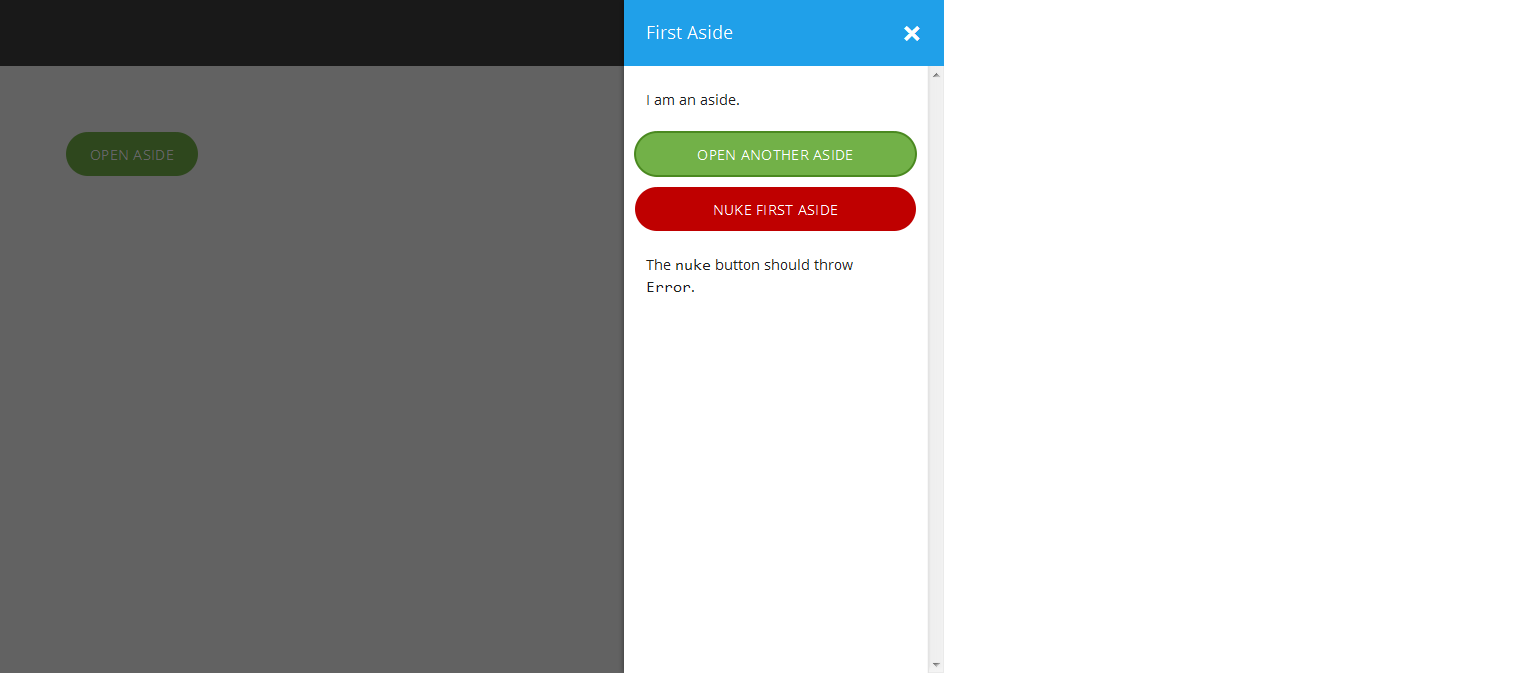 First Aside
I am an aside.
OPEN ASIDE
OPEN ANOTHER ASIDE
NUKE FIRST ASIDE
The nuke button should throw
Error.